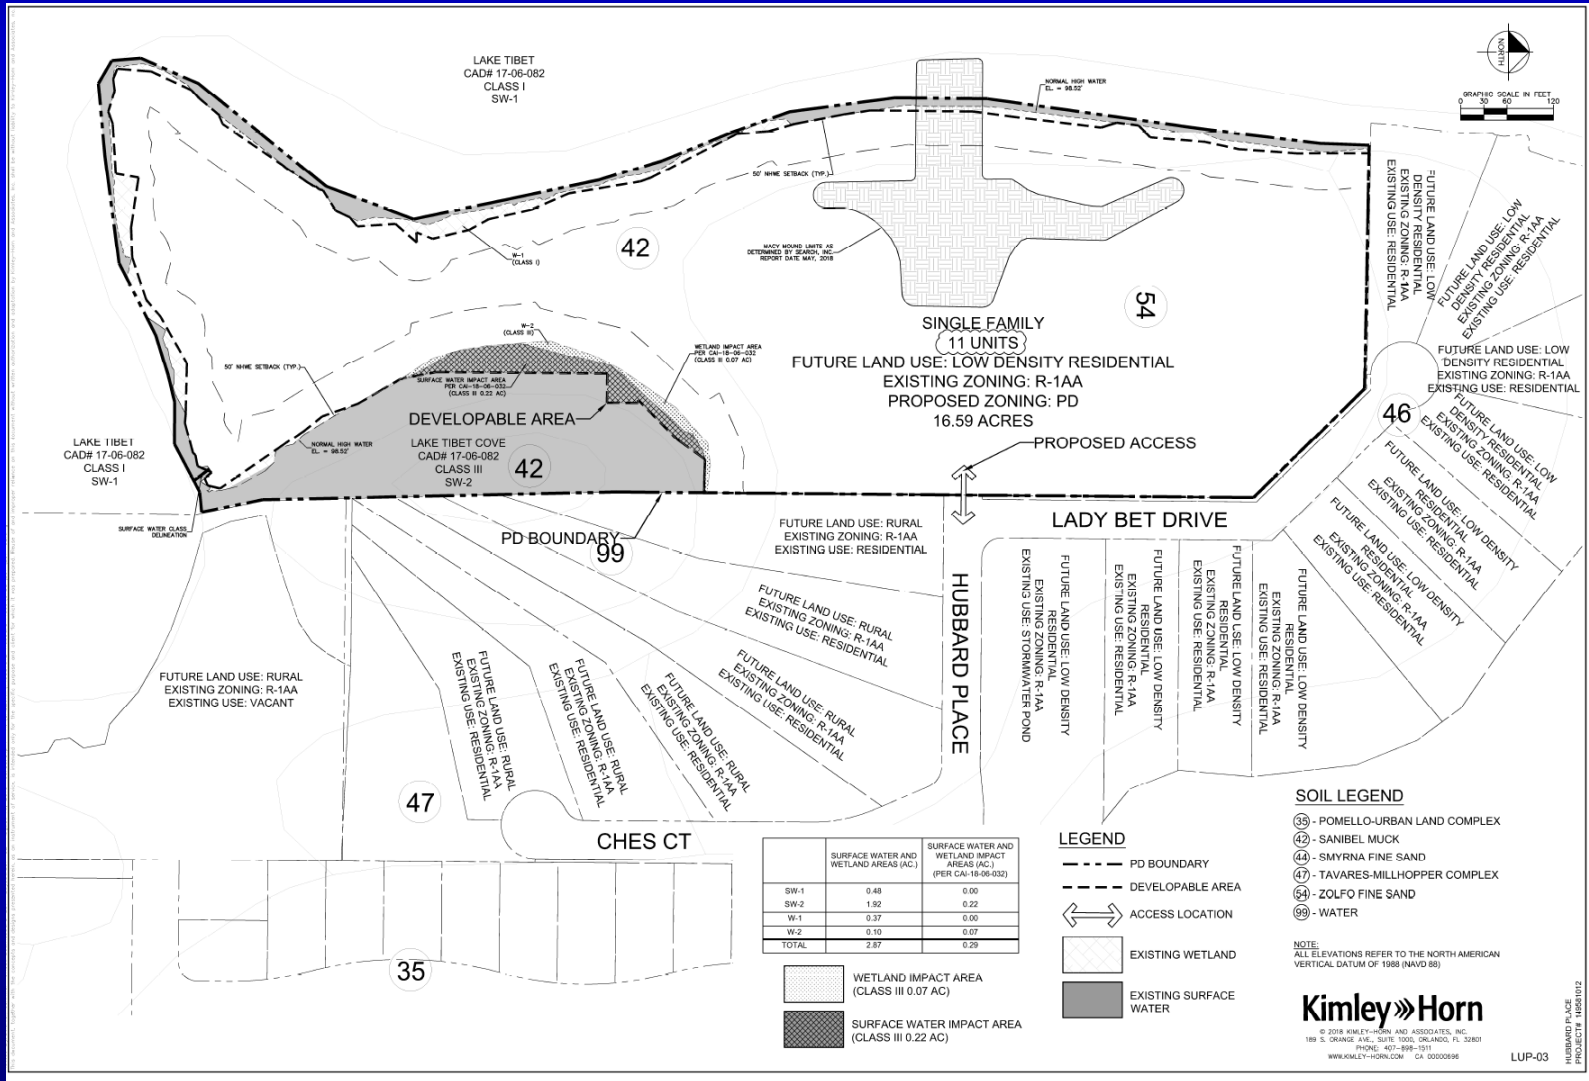 LAKE TIBET
CAD# 17-06-082
CLASS I
SW-1
NORMAL HIGH WATER
EL. = 98.52'
NORTH
GRAPHIC SCALE IN FEET
0 30 60 120
50' NHWE SETBACK (TYP.)
W-1
(CLASS I)
42
MACY MOUND LIMITS AS
DETERMINED BY SEARCH, INC.
REPORT DATE MAY, 2018
54
FUTURE LAND USE: LOW
DENSITY RESIDENTIAL
EXISTING ZONING: R-1AA
EXISTING USE: RESIDENTIAL
FUTURE LAND USE: LOW
DENSITY RESIDENTIAL
EXISTING ZONING: R-1AA
EXISTING USE: RESIDENTIAL
SINGLE FAMILY
11 UNITS
FUTURE LAND USE: LOW DENSITY RESIDENTIAL
EXISTING ZONING: R-1AA
PROPOSED ZONING: PD
16.59 ACRES
W-2
(CLASS III)
WETLAND IMPACT AREA
PER CAI-18-06-032
(CLASS III 0.07 AC)
50' NHWE SETBACK (TYP.)
SURFACE WATER IMPACT AREA
PER CAI-18-06-032
(CLASS III 0.22 AC)
DEVELOPABLE AREA
FUTURE LAND USE: LOW
DENSITY RESIDENTIAL
EXISTING ZONING: R-1AA
EXISTING USE: RESIDENTIAL
46
FUTURE LAND USE: LOW
DENSITY RESIDENTIAL
EXISTING ZONING: R-1AA
EXISTING USE: RESIDENTIAL
LAKE TIBET
CAD# 17-06-082
CLASS I
SW-1
NORMAL HIGH WATER
EL. = 98.52'
LAKE TIBET COVE
CAD# 17-06-082
CLASS III
SW-2
42
PROPOSED ACCESS
FUTURE LAND USE: LOW DENSITY
RESIDENTIAL
EXISTING ZONING: R-1AA
EXISTING USE: RESIDENTIAL
FUTURE LAND USE: LOW DENSITY
RESIDENTIAL
EXISTING ZONING: R-1AA
EXISTING USE: RESIDENTIAL
SURFACE WATER CLASS
DELINEATION
PD BOUNDARY
99
FUTURE LAND USE: RURAL
EXISTING ZONING: R-1AA
EXISTING USE: RESIDENTIAL
LADY BET DRIVE
HUBBARD PLACE
FUTURE LAND USE: LOW DENSITY
RESIDENTIAL
EXISTING ZONING: R-1AA
EXISTING USE: STORMWATER POND
FUTURE LAND USE: LOW DENSITY
RESIDENTIAL
EXISTING ZONING: R-1AA
EXISTING USE: RESIDENTIAL
FUTURE LAND USE: LOW DENSITY
RESIDENTIAL
EXISTING ZONING: R-1AA
EXISTING USE: RESIDENTIAL
FUTURE LAND USE: LOW DENSITY
RESIDENTIAL
EXISTING ZONING: R-1AA
EXISTING USE: RESIDENTIAL
FUTURE LAND USE: RURAL
EXISTING ZONING: R-1AA
EXISTING USE: RESIDENTIAL
FUTURE LAND USE: RURAL
EXISTING ZONING: R-1AA
EXISTING USE: RESIDENTIAL
FUTURE LAND USE: RURAL
EXISTING ZONING: R-1AA
EXISTING USE: RESIDENTIAL
FUTURE LAND USE: RURAL
EXISTING ZONING: R-1AA
EXISTING USE: RESIDENTIAL
FUTURE LAND USE: RURAL
EXISTING ZONING: R-1AA
EXISTING USE: RESIDENTIAL
FUTURE LAND USE: RURAL
EXISTING ZONING: R-1AA
EXISTING USE: VACANT
47
CHES CT
35
SURFACE WATER AND WETLAND AREAS (AC.) SURFACE WATER AND WETLAND IMPACT AREAS (AC.) (PER CAI-18-06-032)
SW-1 0.48 0.00
SW-2 1.92 0.22
W-1 0.37 0.00
W-2 0.10 0.07
TOTAL 2.87 0.29
WETLAND IMPACT AREA
(CLASS III 0.07 AC)
SURFACE WATER IMPACT AREA
(CLASS III 0.22 AC)
LEGEND
PD BOUNDARY
DEVELOPABLE AREA
ACCESS LOCATION
EXISTING WETLAND
EXISTING SURFACE
WATER
SOIL LEGEND
35 - POMELLO-URBAN LAND COMPLEX
42 - SANIBEL MUCK
44 - SMYRNA FINE SAND
47 - TAVARES-MILLHOPPER COMPLEX
54 - ZOLFO FINE SAND
99 - WATER
NOTE:
ALL ELEVATIONS REFER TO THE NORTH AMERICAN
VERTICAL DATUM OF 1988 (NAVD 88)
Kimley»Horn
© 2018 KIMLEY-HORN AND ASSOCIATES, INC.
189 S. ORANGE AVE., SUITE 1000, ORLANDO, FL 32801
PHONE: 407-898-1511
WWW.KIMLEY-HORN.COM CA 00000696
LUP-03
HUBBARD PLACE
PROJECT# 149581012